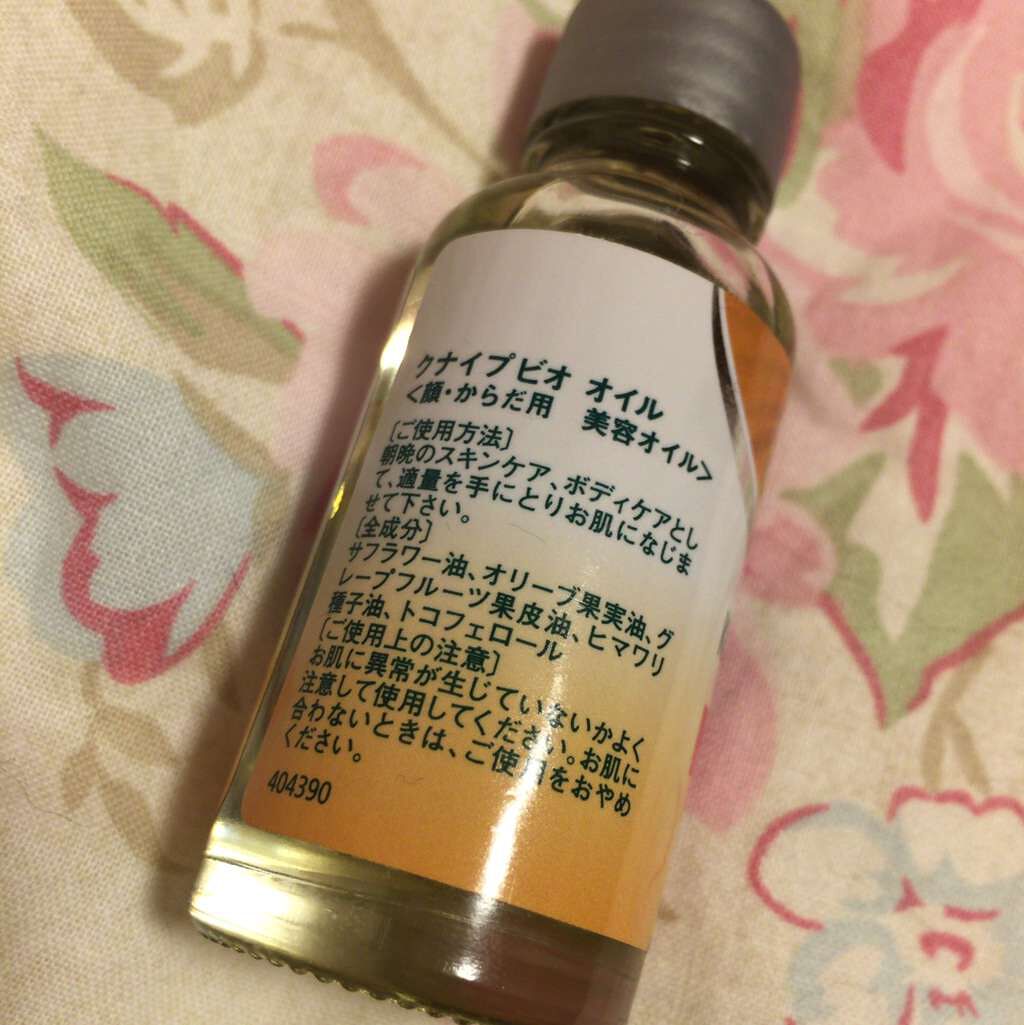 クナイプビオ オイル
<顔・からだ用 美容オイル>
〔ご使用方法〕
朝晩のスキンケア、ボディケアとし
て、適量を手にとりお肌になじま
せて下さい。
〔全成分〕
サフラワー油、オリーブ果実油、グ
レープフルーツ果皮油、ヒマワリ
種子油、トコフェロール
〔ご使用上の注意〕
お肌に異常が生じていないかよく
注意して使用してください。お肌に
合わないときは、ご使用をおやめ
ください。
404390